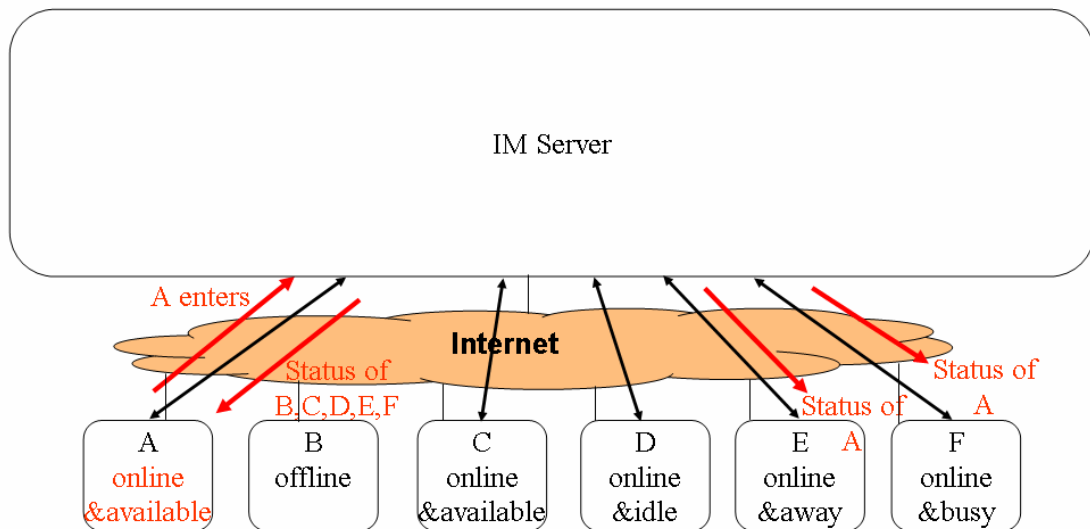 IM Server
A enters
Internet
Status of
B,C,D,E,F
Status of
A
Status of
A
A
online
&available
B
offline
C
online
&available
D
online
&idle
E
online
&away
F
online
&busy